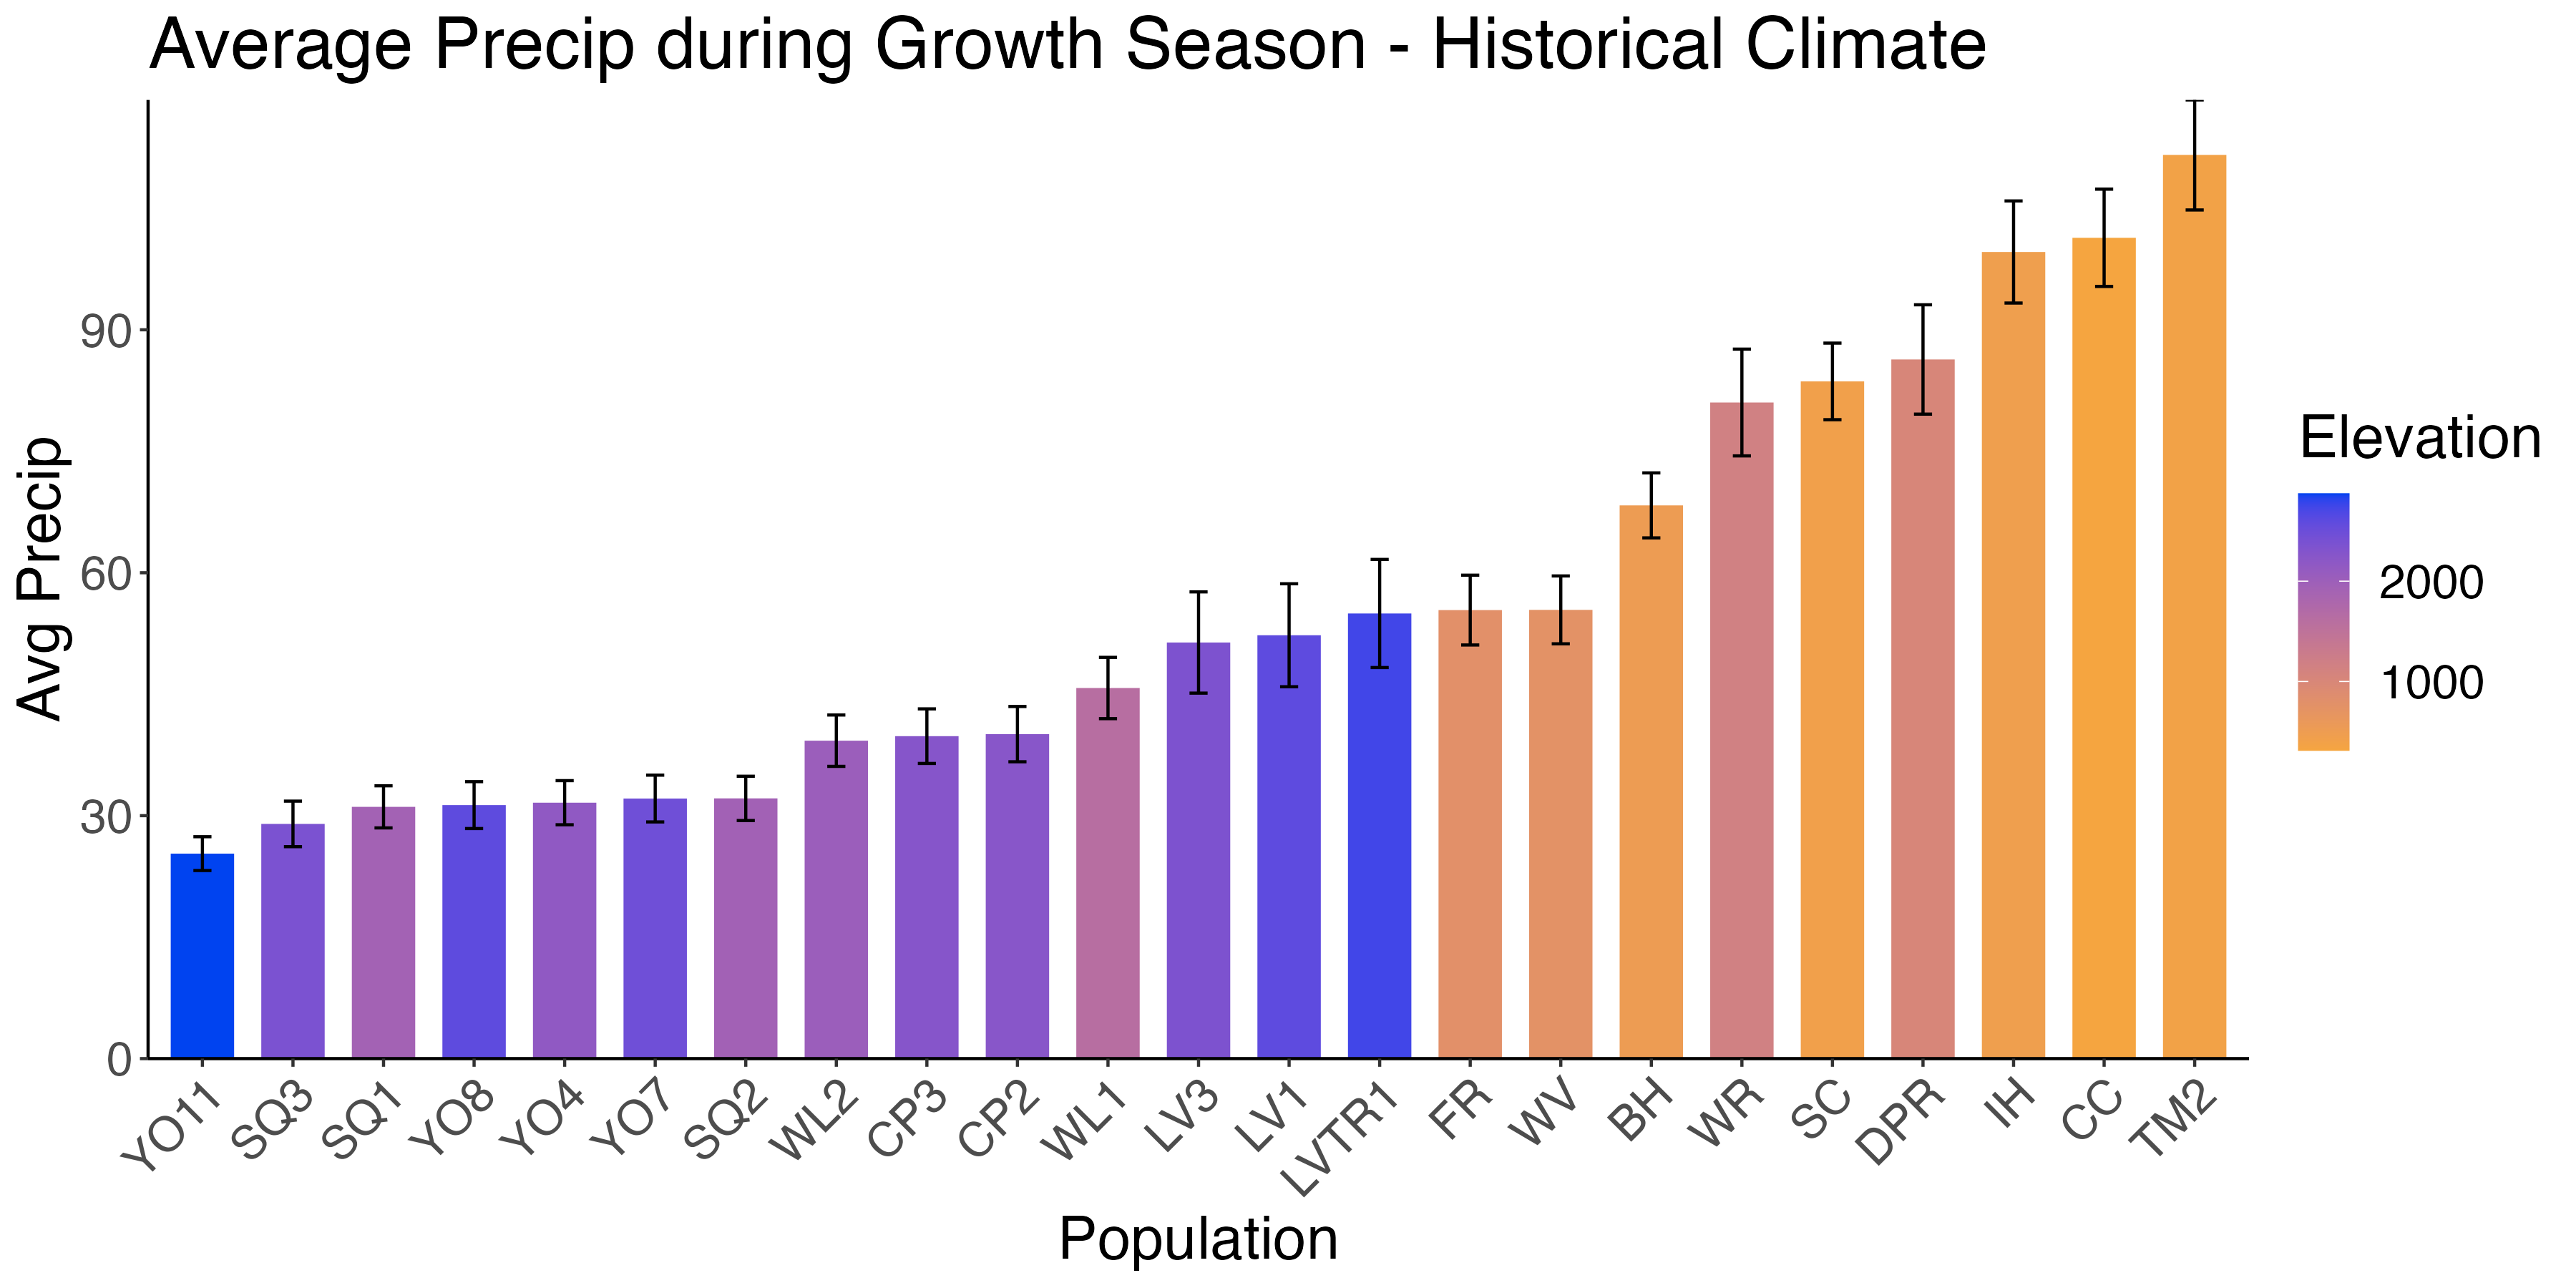 Average Precip during Growth Season - Historical Climate
Avg Precip
90
60
30
0
YO11
SQ3
SQ1
YO8
YO4
YO7
SQ2
WL2
CP3
CP2
WL1
LV3
LV1
LVTR1
FR
WV
BH
WR
SC
DPR
IH
CC
TM2
Population
Elevation
2000
1000